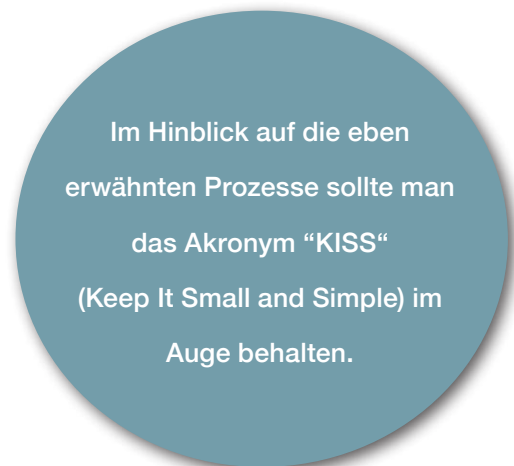 Im Hinblick auf die eben
erwähnten Prozesse sollte man
das Akronym “KISS“
(Keep It Small and Simple) im
Auge behalten.